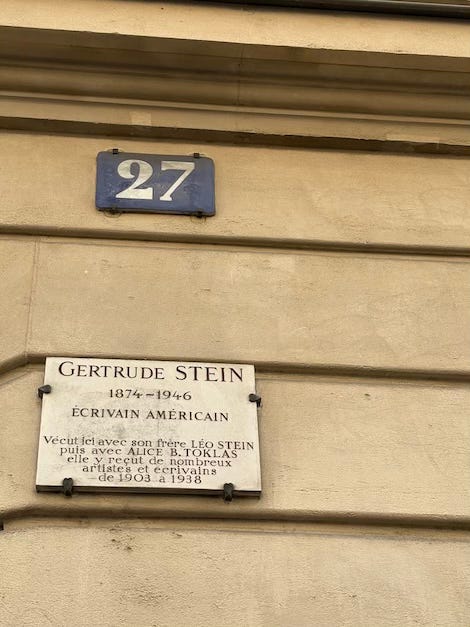 27
GERTRUDE STEIN
1874-1946
ÉCRIVAIN AMÉRICAIN
Vécut ici avec son frère LÉO STEIN
puis avec ALICE B. TOKLAS
elle y reçut de nombreux
artistes et écrivains
de 1903 à 1938